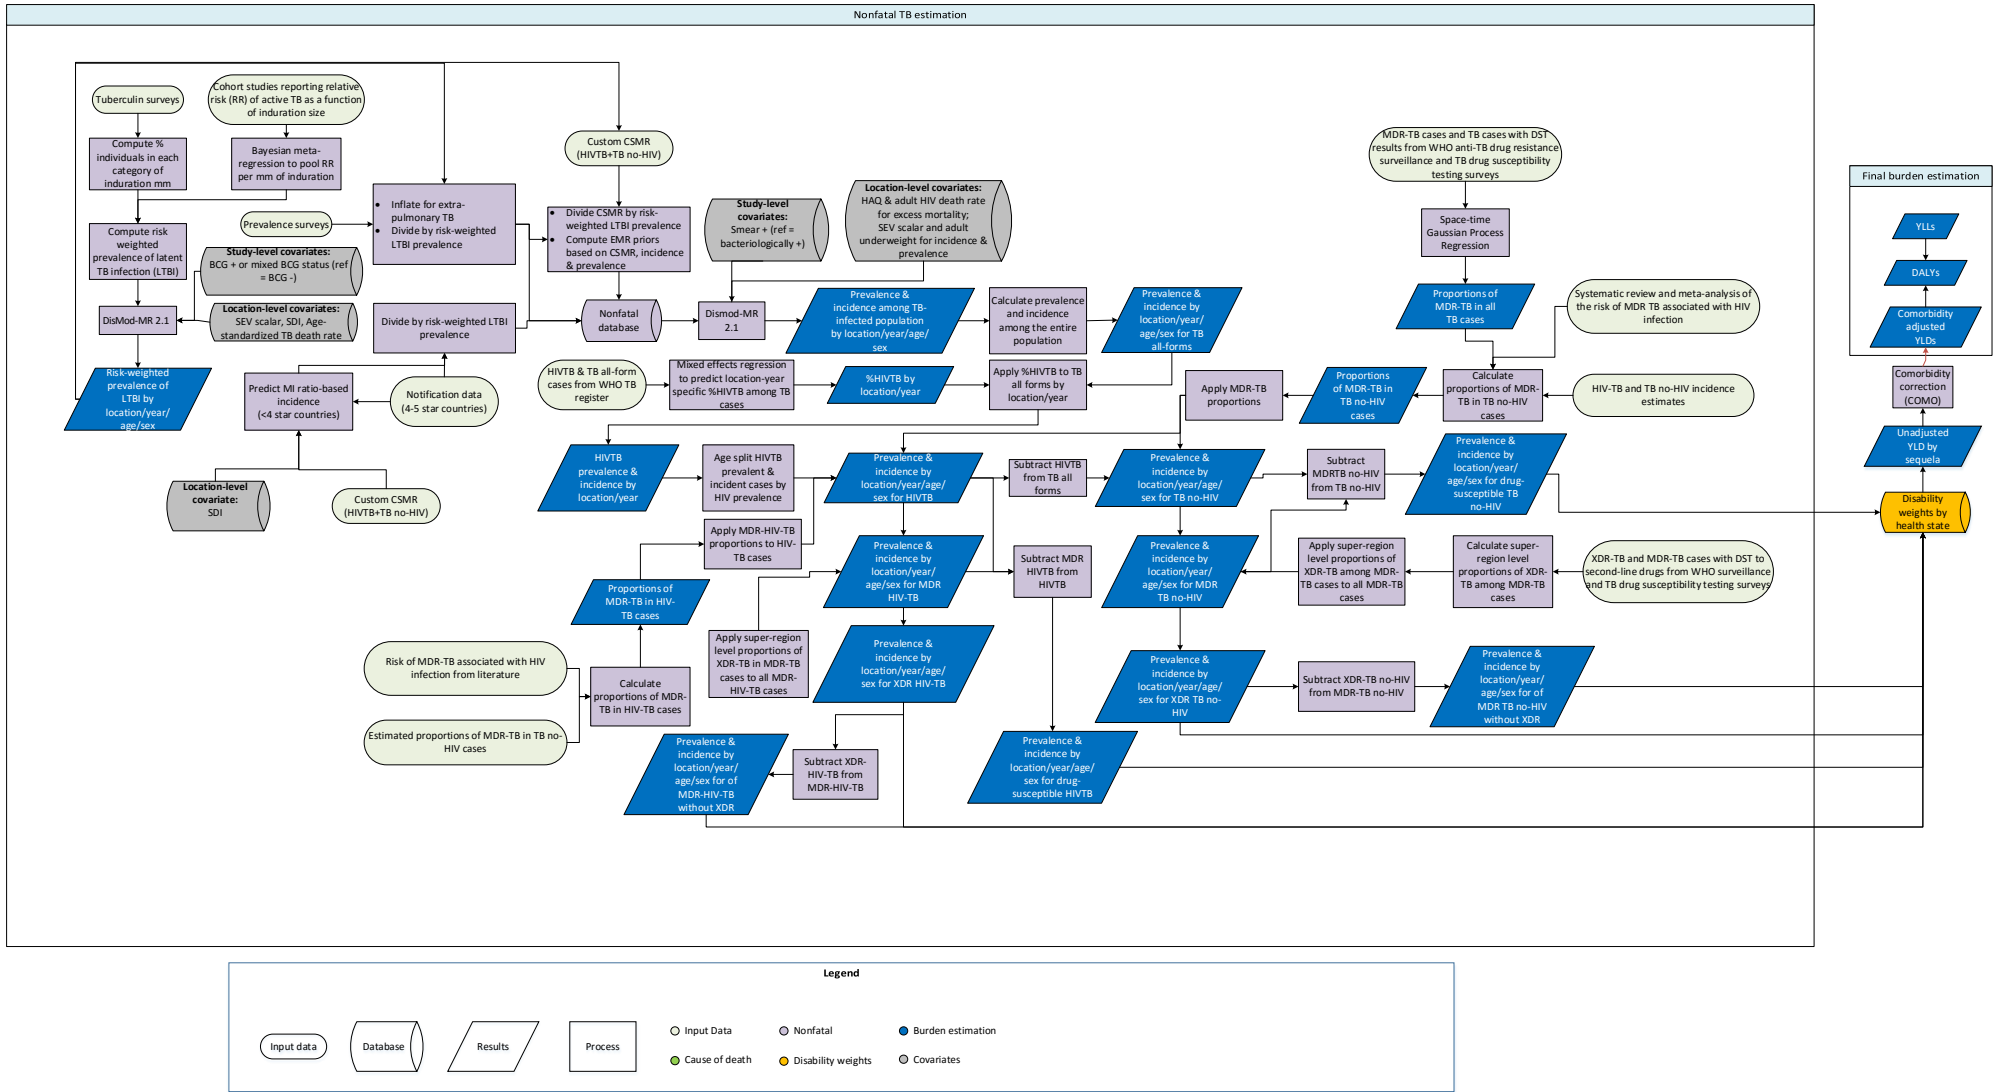 Nonfatal TB estimation
Tuberculin surveys
Cohort studies reporting relative
risk (RR) of active TB as a function
of induration size
Compute %
individuals in each
category of
induration mm
Bayesian meta-
regression to pool RR
per mm of induration
Prevalence surveys
Compute risk
weighted
prevalence of latent
TB infection (LTBI)
Study-level covariates:
BCG + or mixed BCG status (ref
= BCG -)
DisMod-MR 2.1
Location-level covariates:
SEV scalar, SDI, Age-
standardized TB death rate
Risk-weighted
prevalence of
LTBI by
location/year/
age/sex
• Inflate for extra-
pulmonary TB
• Divide by risk-weighted
LTBI prevalence
Divide by risk-weighted LTBI
prevalence
Predict MI ratio-based
incidence
(<4 star countries)
Notification data
(4-5 star countries)
Location-level
covariate:
SDI
Custom CSMR
(HIVTB+TB no-HIV)
Custom CSMR
(HIVTB+TB no-HIV)
• Divide CSMR by risk-
weighted LTBI prevalence
• Compute EMR priors
based on CSMR, incidence
& prevalence
Nonfatal
database
Study-level
covariates:
Smear + (ref =
bacteriologically +)
Location-level covariates:
HAQ & adult HIV death rate
for excess mortality;
SEV scalar and adult
underweight for incidence &
prevalence
Dismod-MR
2.1
Prevalence &
incidence among TB-
infected population
by location/year/age/
sex
Calculate prevalence
and incidence
among the entire
population
Prevalence &
incidence by
location/year/
age/sex for TB
all-forms
HIVTB & TB all-form
cases from WHO TB
register
Mixed effects regression
to predict location-year
specific %HIVTB among TB
cases
%HIVTB by
location/year
Apply %HIVTB to TB
all forms by
location/year
MDR-TB cases and TB cases with DST
results from WHO anti-TB drug resistance
surveillance and TB drug susceptibility
testing surveys
Space-time
Gaussian Process
Regression
Proportions of
MDR-TB in all
TB cases
Systematic review and meta-analysis of
the risk of MDR TB associated with HIV
infection
Apply MDR-TB
proportions
Proportions
of MDR-TB in
TB no-HIV
cases
Calculate
proportions of MDR-
TB in TB no-HIV
cases
HIV-TB and TB no-HIV incidence
estimates
HIVTB
prevalence &
incidence by
location/year
Age split HIVTB
prevalent &
incident cases by
HIV prevalence
Prevalence &
incidence by
location/year/age/
sex for HIVTB
Subtract HIVTB
from TB all
forms
Prevalence &
incidence by
location/year/age/
sex for TB no-HIV
Subtract
MDRTB no-HIV
from TB no-HIV
Prevalence &
incidence by
location/year/
age/sex for drug-
susceptible TB
no-HIV
Apply MDR-HIV-TB
proportions to HIV-
TB cases
Proportions of
MDR-TB in HIV-
TB cases
Prevalence &
incidence by
location/year/
age/sex for MDR
HIV-TB
Subtract MDR
HIVTB from
HIVTB
Prevalence &
incidence by
location/year/
age/sex for MDR
TB no-HIV
Apply super-region
level proportions of
XDR-TB among MDR-
TB cases to all MDR-TB
cases
Calculate super-
region level
proportions of XDR-
TB among MDR-TB
cases
XDR-TB and MDR-TB cases with DST to
second-line drugs from WHO surveillance
and TB drug susceptibility testing surveys
Risk of MDR-TB associated with HIV
infection from literature
Estimated proportions of MDR-TB in TB no-
HIV cases
Calculate
proportions of MDR-
TB in HIV-TB cases
Apply super-region
level proportions of
XDR-TB in MDR-TB
cases to all MDR-
HIV-TB cases
Prevalence &
incidence by
location/year/age/
sex for XDR HIV-TB
Prevalence &
incidence by
location/year/age/
sex for XDR TB no-
HIV
Subtract XDR-TB no-HIV
from MDR-TB no-HIV
Prevalence &
incidence by
location/year/
age/sex for of
MDR TB no-HIV
without XDR
Prevalence &
incidence by
location/year/
age/sex for of
MDR-HIV-TB
without XDR
Subtract XDR-
HIV-TB from
MDR-HIV-TB
Prevalence &
incidence by
location/year/age/
sex for drug-
susceptible HIVTB
Final burden estimation
YLLs
DALYs
Comorbidity
adjusted
YLDs
Comorbidity
correction
(COMO)
Unadjusted
YLD by
sequela
Disability
weights by
health state
Legend
Input data
Database
Results
Process
Input Data
Nonfatal
Burden estimation
Cause of death
Disability weights
Covariates